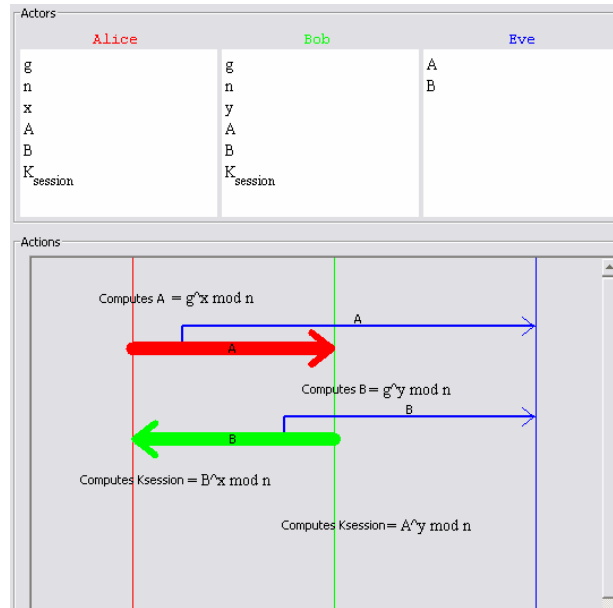 Actors
Alice Bob Eve
g g A
n n B
x y
A A
B B
Ksession Ksession
Actions
Computes A = g^x mod n
A
A
Computes B = g^y mod n
B
B
Computes Ksession = B^x mod n
Computes Ksession = A^y mod n